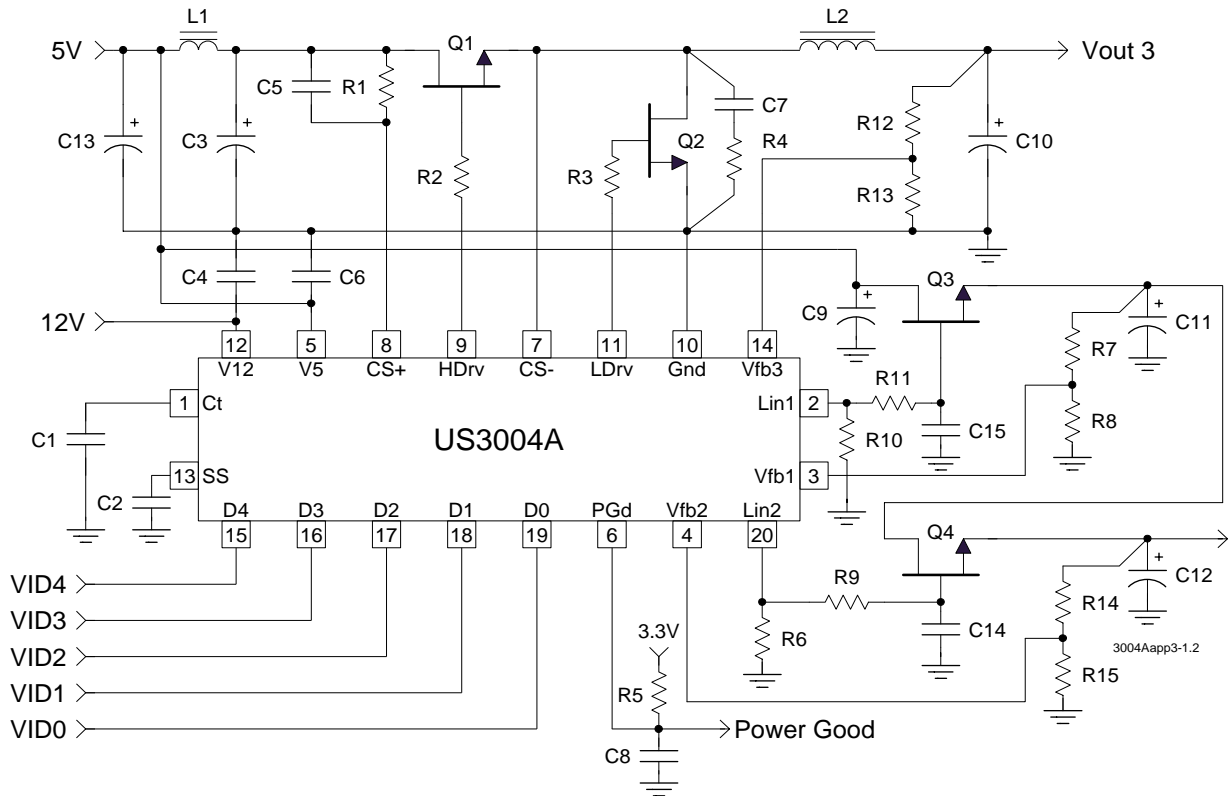 L1
L2
5V
Q1
Vout 3
C5
R1
C7
C13
C3
R2
R3
Q2
R4
R12
C10
R13
C4
C6
Q3
12V
C9
C11
12
5
8
9
7
11
10
14
V12
V5
CS+
HDrv
CS-
LDrv
Gnd
Vfb3
R7
1
Ct
Lin1
2
R11
R8
C1
US3004A
R10
C15
13
SS
Vfb1
3
C2
D4
D3
D2
D1
D0
PGd
Vfb2
Lin2
15
16
17
18
19
6
4
20
Q4
VID4
R9
C12
R14
VID3
3.3V
R6
C14
3004Aapp3-1.2
VID2
R15
VID1
R5
VID0
Power Good
C8